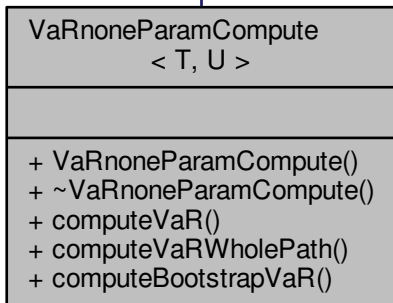 VaRnoneParamCompute
< T, U >
+ VaRnoneParamCompute()
+ ~VaRnoneParamCompute()
+ computeVaR()
+ computeVaRWholePath()
+ computeBootstrapVaR()